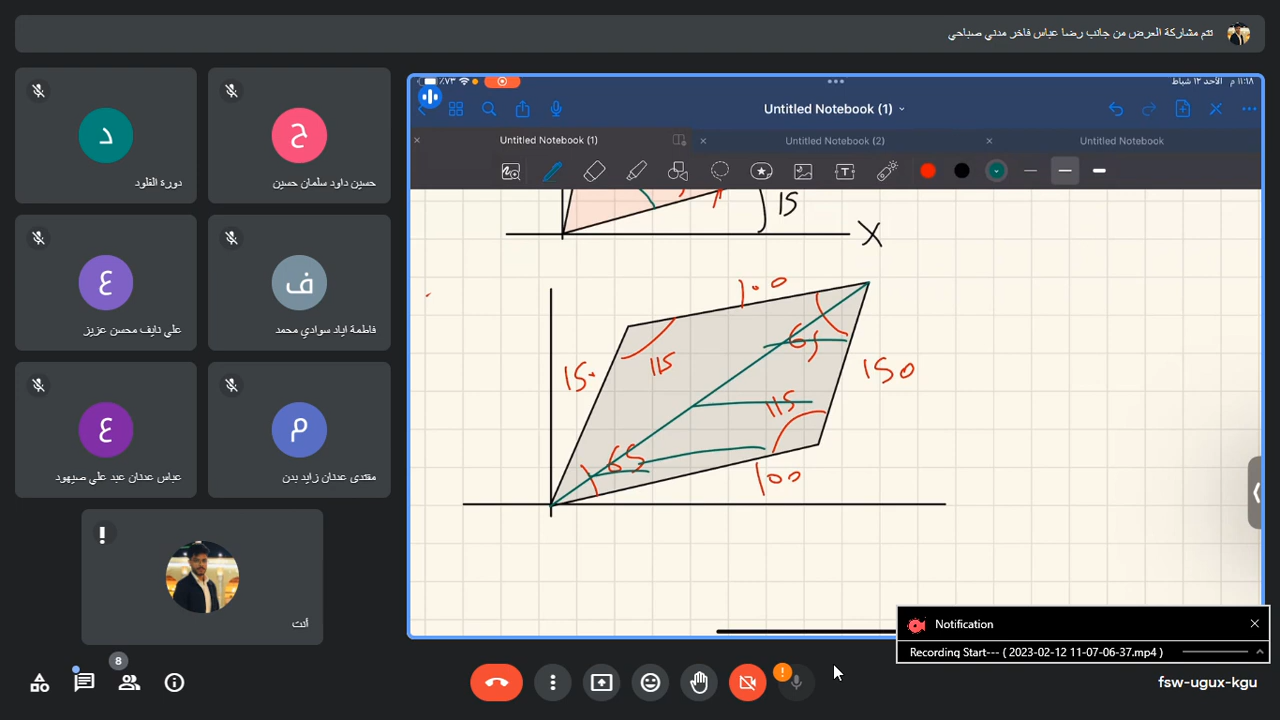 تتم مشاركة العرض من جانب رضا عباس فاخر مدني صباحي
د
دورة القلود
ح
حسين داود سلمان حسين
ع
علي نايف محسن عزيز
ف
فاطمة اياد سوادي محمد
ع
عباس عدنان عبد علي صيهود
م
مقتدى عدنان زايد بدن
!
أنت
٧٣٪
١١:١٨ م الأحد ١٢ شباط
Untitled Notebook (1)
Untitled Notebook (1)
Untitled Notebook (2)
Untitled Notebook
T
15
X
100
150
115
65
150
115
65
100
Notification
Recording Start--- ( 2023-02-12 11-07-06-37.mp4 )
8
!
fsw-ugux-kgu